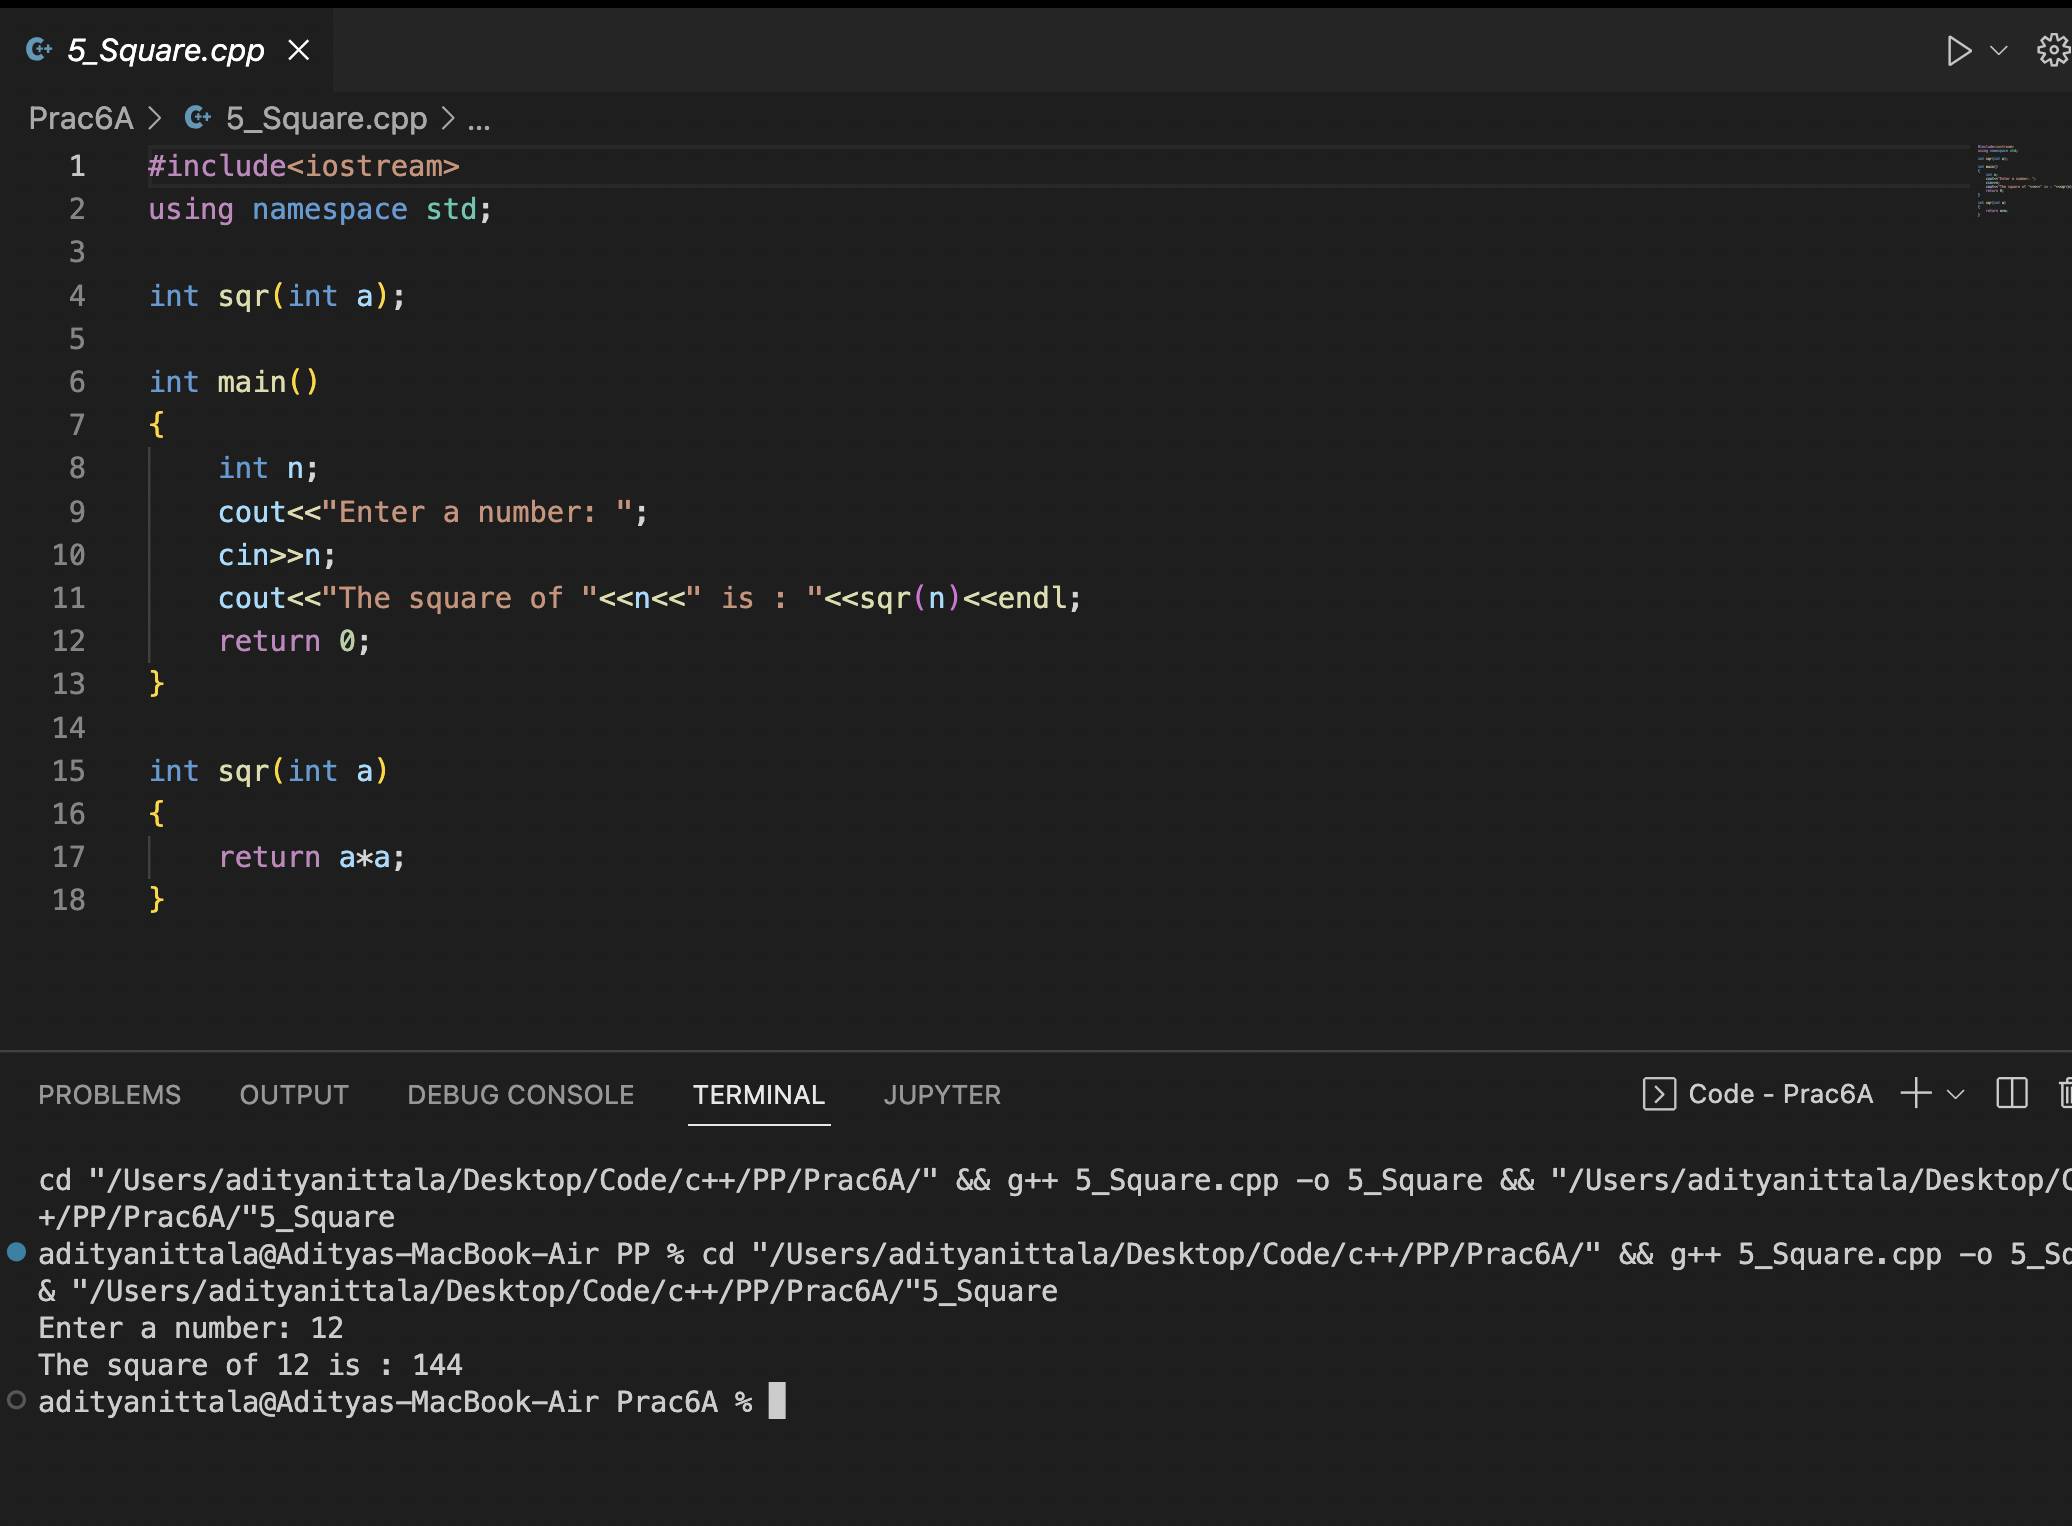 5_Square.cpp
Prac6A > 5_Square.cpp > ...
1 #include<iostream>
2 using namespace std;
3
4 int sqr(int a);
5
6 int main()
7 {
8     int n;
9     cout<<"Enter a number: ";
10     cin>>n;
11     cout<<"The square of "<<n<<" is : "<<sqr(n)<<endl;
12     return 0;
13 }
14
15 int sqr(int a)
16 {
17     return a*a;
18 }
PROBLEMS OUTPUT DEBUG CONSOLE TERMINAL JUPYTER Code - Prac6A
cd "/Users/adityanittala/Desktop/Code/c++/PP/Prac6A/" && g++ 5_Square.cpp -o 5_Square && "/Users/adityanittala/Desktop/C
+/PP/Prac6A/"5_Square
adityanittala@Adityas-MacBook-Air PP % cd "/Users/adityanittala/Desktop/Code/c++/PP/Prac6A/" && g++ 5_Square.cpp -o 5_Sq
& "/Users/adityanittala/Desktop/Code/c++/PP/Prac6A/"5_Square
Enter a number: 12
The square of 12 is : 144
adityanittala@Adityas-MacBook-Air Prac6A %